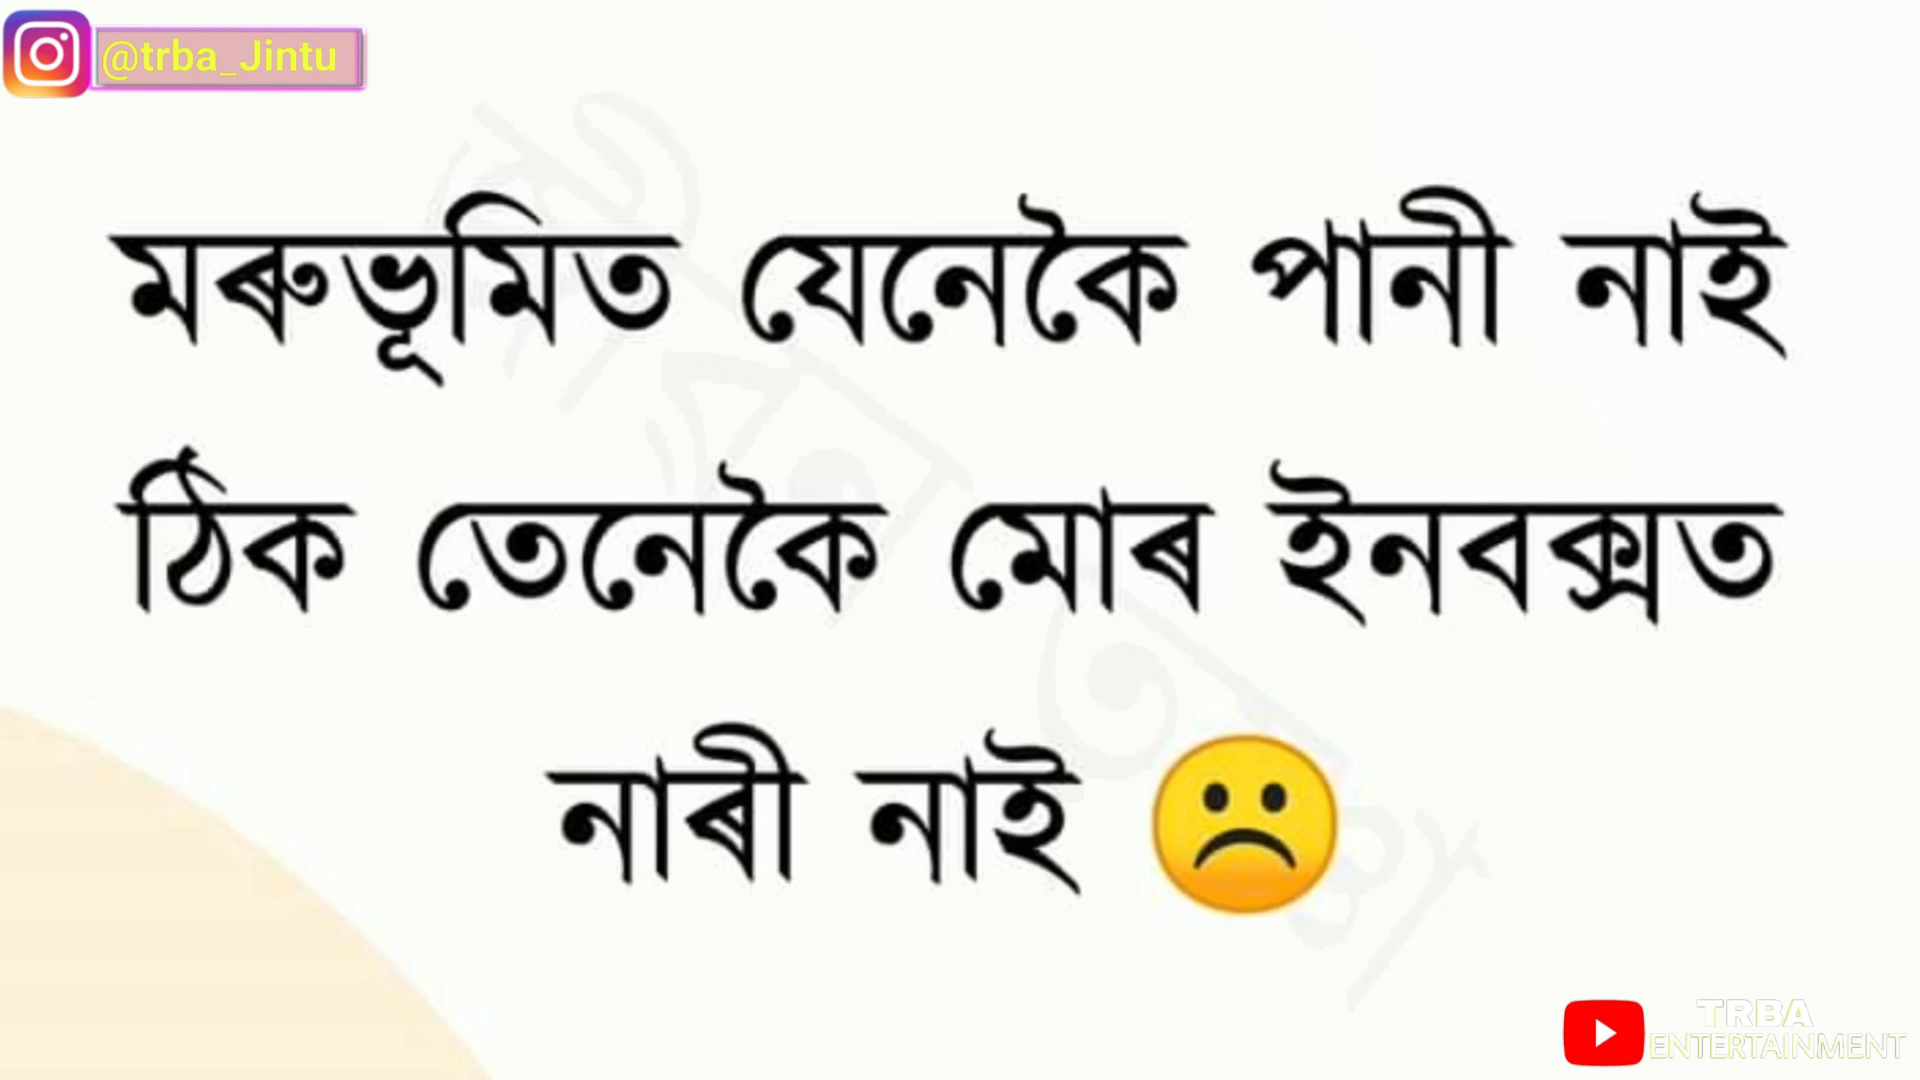 @trba_Jintu
মৰুভূমিত যেনেকৈ পানী নাই
ঠিক তেনেকৈ মোৰ ইনবক্সত
নাৰী নাই ☹️
TRBA
ENTERTAINMENT